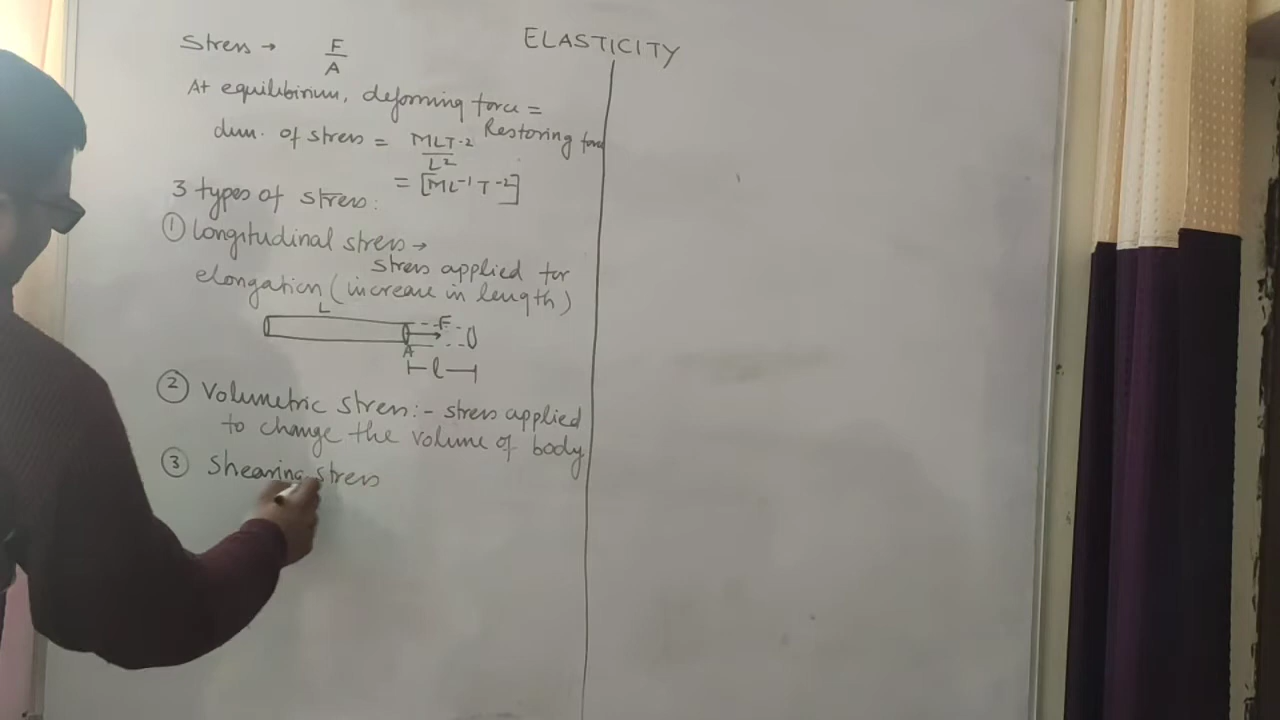 ELASTICITY
Stress → F/A
At equilibirium, deforming force =
Restoring force
dim. of stress = MLT-2/L2
= [ML-1T-2]
3 types of stress:
① Longitudinal stress →
stress applied for
elongation (increase in length)
L
F
A
l
② Volumetric stress:- stress applied
to change the volume of body
③ Shearing stress